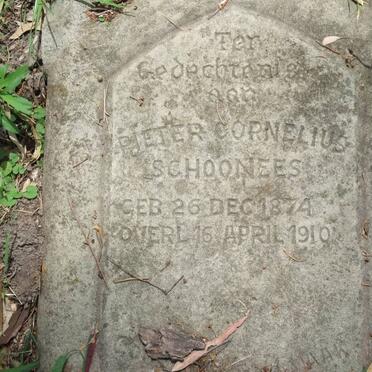 Ter
Gedachtenis
aan
PIETER CORNELIUS
SCHOONEES
GEB 26 DEC 1874
OVERL 16 APRIL 1910